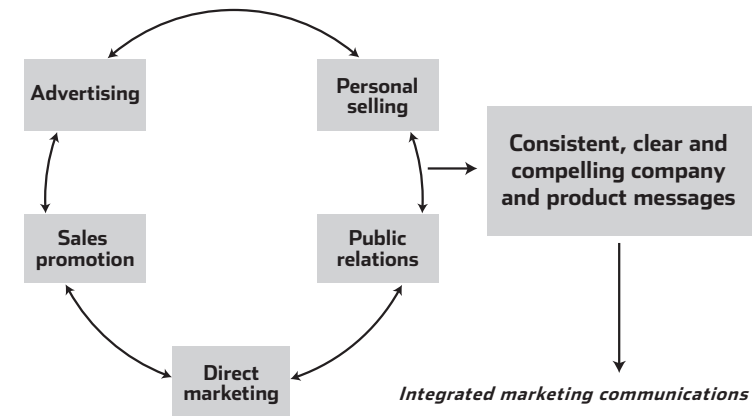 Advertising
Personal
selling
Consistent, clear and
compelling company
and product messages
Sales
promotion
Public
relations
Direct
marketing
Integrated marketing communications